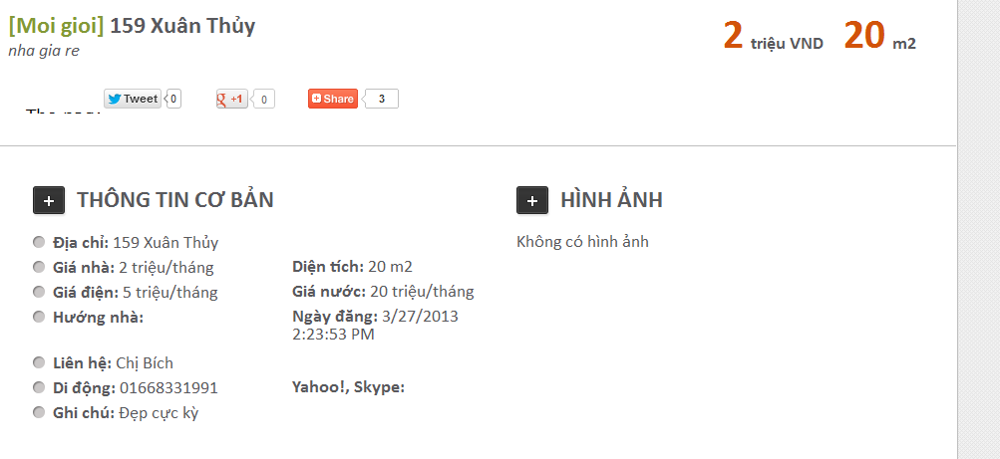 [Moi gioi] 159 Xuân Thủy
2 triệu VND 20 m2
nha gia re
Tweet 0 +1 0 Share 3
THÔNG TIN CƠ BẢN
Địa chỉ: 159 Xuân Thủy
Giá nhà: 2 triệu/tháng Diện tích: 20 m2
Giá điện: 5 triệu/tháng Giá nước: 20 triệu/tháng
Hướng nhà: Ngày đăng: 3/27/2013
2:23:53 PM
Liên hệ: Chị Bích
Di động: 01668331991 Yahoo!, Skype:
Ghi chú: Đẹp cực kỳ
HÌNH ẢNH
Không có hình ảnh